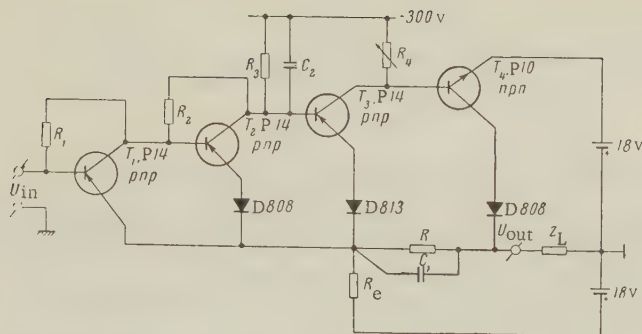 -300 v
R3
C2
R4
T4. P10
npn
R1
R2
T3. P14
pnp
T2 P14
pnp
T1, P14
pnp
18 v
Uin
D808
D813
D808
Uout
zL
R
C1
Re
18 v